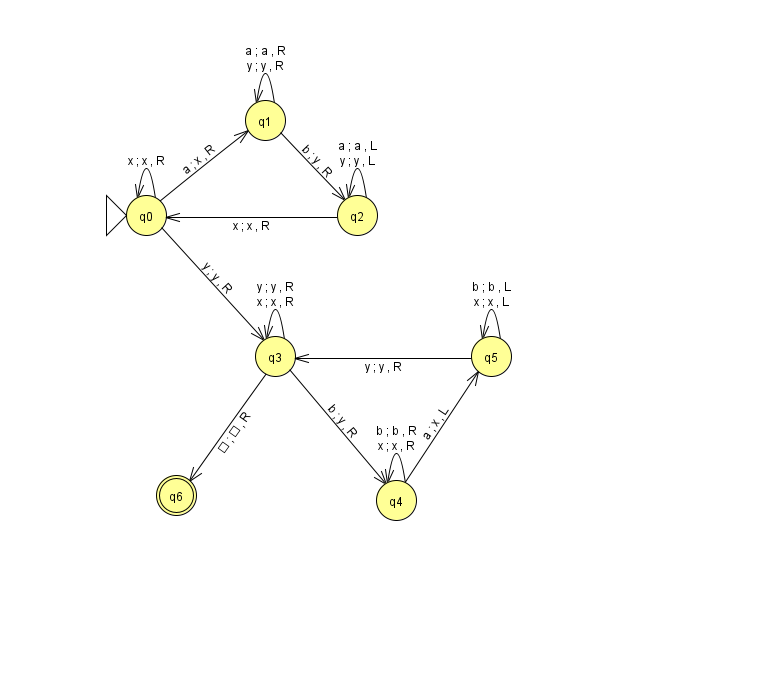 a ; a , R
y ; y , R
q1
x ; x , R
a ; x , R
b ; y , R
a ; a , L
y ; y , L
q0
q2
x ; x , R
y ; y , R
y ; y , R
x ; x , R
b ; b , L
x ; x , L
q3
q5
y ; y , R
□ ; □ , R
b ; y , R
a ; x , L
b ; b , R
x ; x , R
q6
q4